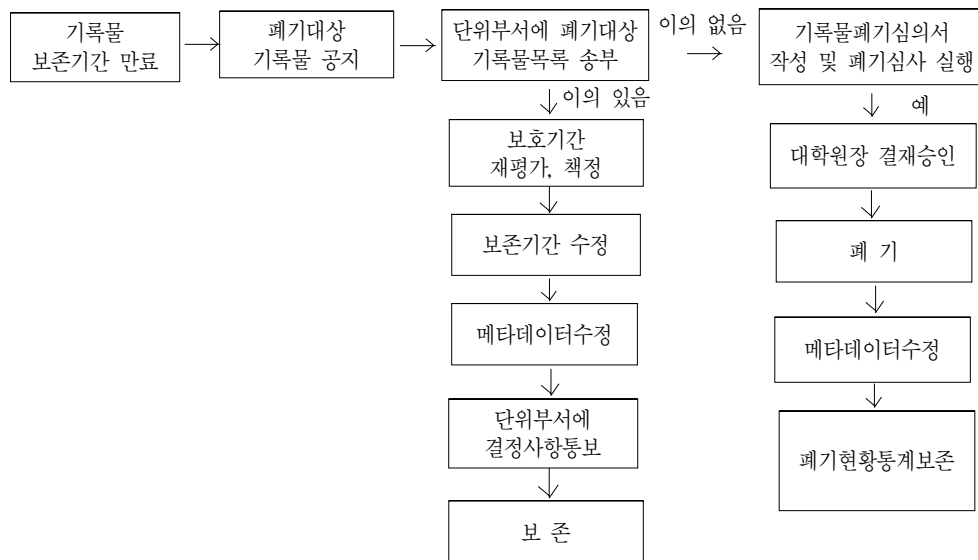 기록물
보존기간 만료
폐기대상
기록물 공지
단위부서에 폐기대상
기록물목록 송부
이의 없음
기록물폐기심의서
작성 및 폐기심사 실행
이의 있음
예
보호기간
재평가, 책정
대학원장 결재승인
보존기간 수정
폐 기
메타데이터수정
메타데이터수정
단위부서에
결정사항통보
폐기현황통계보존
보 존